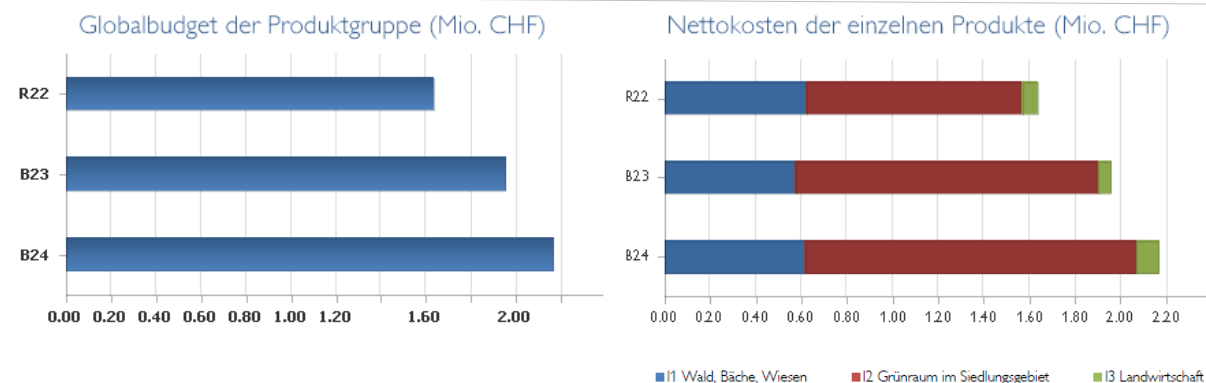 Globalbudget der Produktgruppe (Mio. CHF)
R22
B23
B24
0.00 0.20 0.40 0.60 0.80 1.00 1.20 1.60 2.00
Nettokosten der einzelnen Produkte (Mio. CHF)
R22
B23
B24
0.00 0.20 0.40 0.60 0.80 1.00 1.20 1.40 1.60 1.80 2.00 2.20
I1 Wald, Bäche, Wiesen I2 Grünraum im Siedlungsgebiet I3 Landwirtschaft